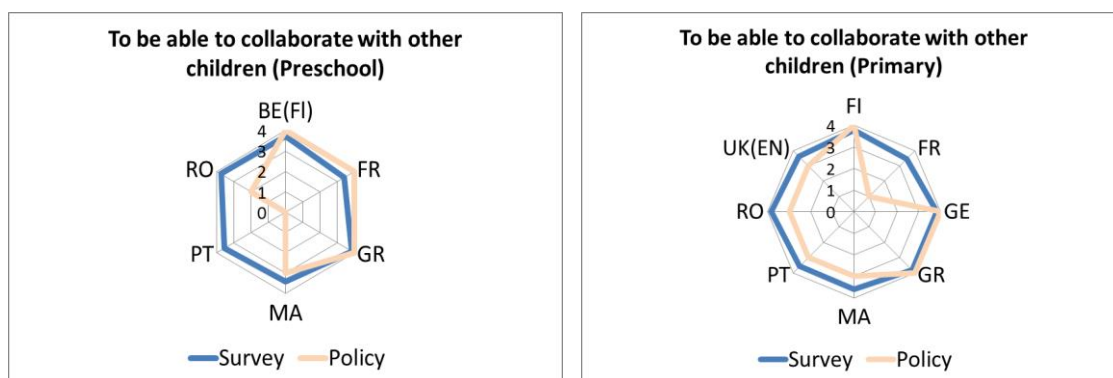 To be able to collaborate with other
children (Preschool)
BE(Fl)
4
3
2
1
0
RO
FR
PT
GR
MA
Survey
Policy
To be able to collaborate with other
children (Primary)
FI
4
3
2
1
0
UK(EN)
FR
RO
GE
PT
GR
MA
Survey
Policy